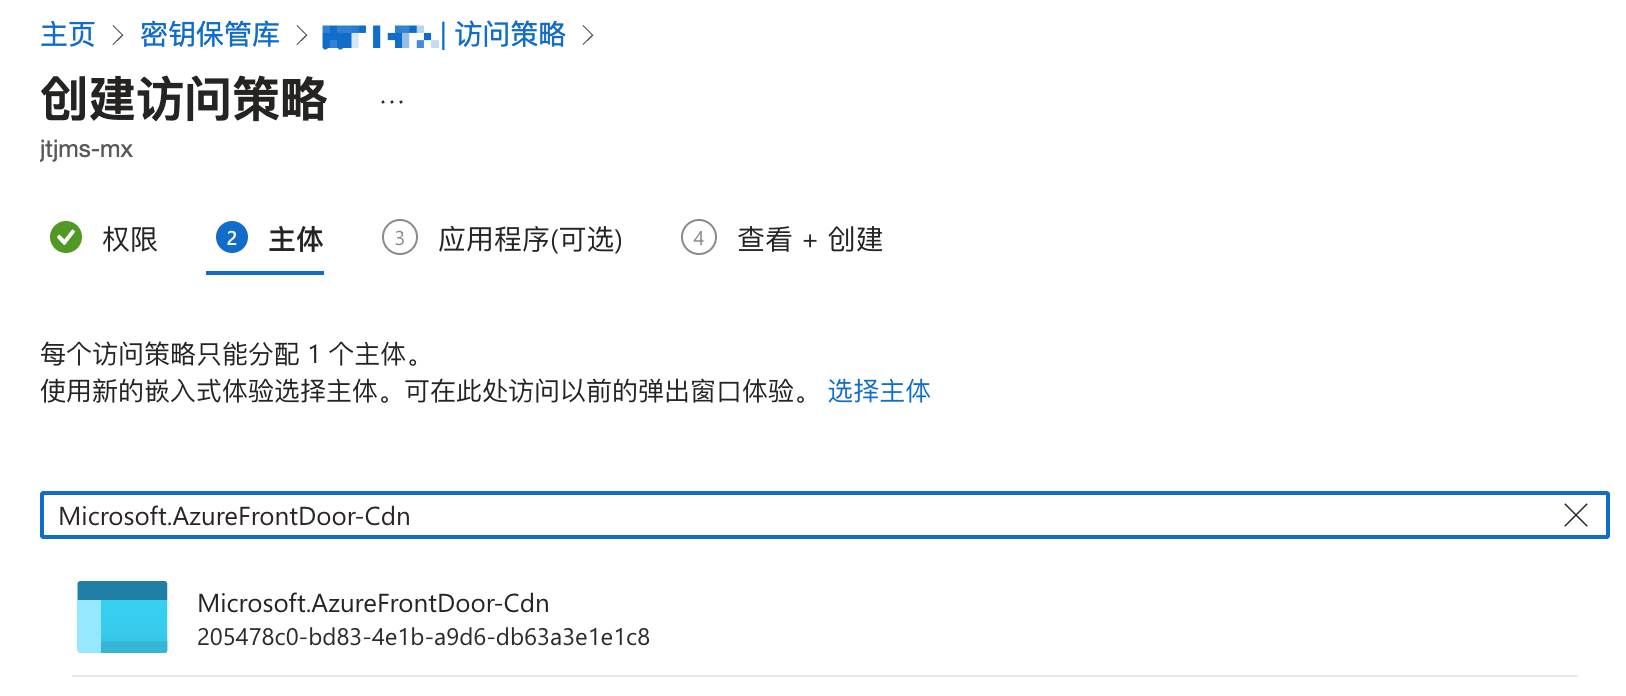 主页 > 密钥保管库 > | 访问策略 >
创建访问策略 ...
jtjms-mx
权限 2 主体 3 应用程序(可选) 4 查看 + 创建
每个访问策略只能分配 1 个主体。
使用新的嵌入式体验选择主体。可在此处访问以前的弹出窗口体验。 选择主体
Microsoft.AzureFrontDoor-Cdn
Microsoft.AzureFrontDoor-Cdn
205478c0-bd83-4e1b-a9d6-db63a3e1e1c8